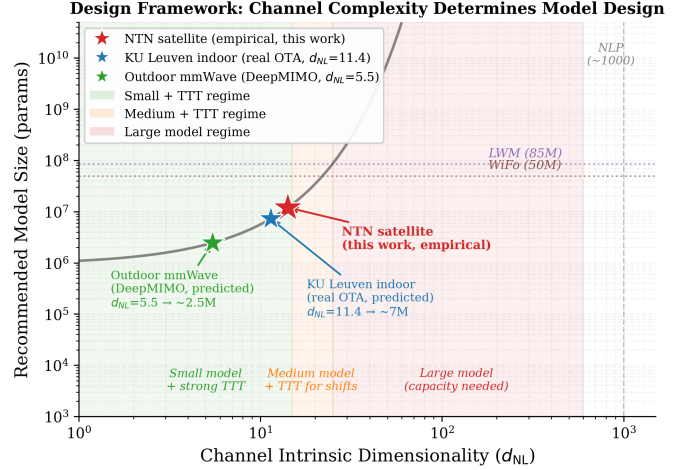 Design Framework: Channel Complexity Determines Model Design
NTN satellite (empirical, this work)
KU Leuven indoor (real OTA, d_NL=11.4)
Outdoor mmWave (DeepMIMO, d_NL=5.5)
Small + TTT regime
Medium + TTT regime
Large model regime
NLP
(~1000)
LWM (85M)
WiFo (50M)
NTN satellite
(this work, empirical)
Outdoor mmWave
(DeepMIMO, predicted)
d_NL=5.5 → ~2.5M
KU Leuven indoor
(real OTA, predicted)
d_NL=11.4 → ~7M
Small model
+ strong TTT
Medium model
+ TTT for shifts
Large model
(capacity needed)
Recommended Model Size (params)
10^10
10^9
10^8
10^7
10^6
10^5
10^4
10^3
10^0
10^1
10^2
10^3
Channel Intrinsic Dimensionality (d_NL)